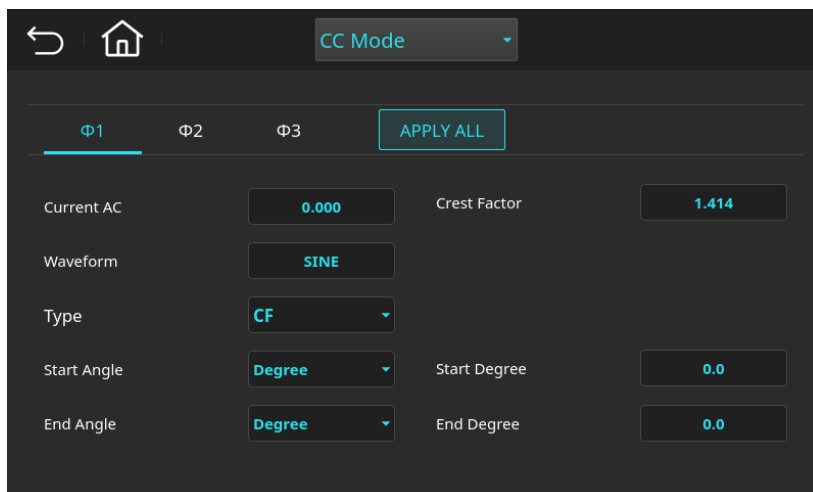 CC Mode
Φ1 Φ2 Φ3 APPLY ALL
Current AC 0.000 Crest Factor 1.414
Waveform SINE
Type CF
Start Angle Degree Start Degree 0.0
End Angle Degree End Degree 0.0